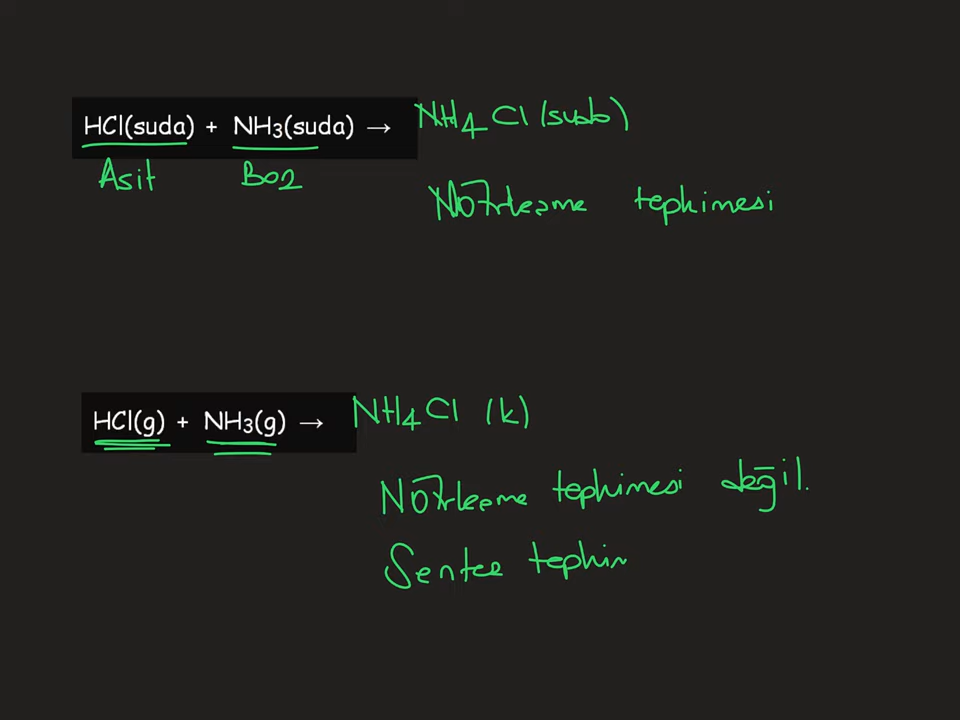 HCl(suda) + NH3(suda) → NH4Cl (suda)
Asit Baz
Nötrleşme tepkimesi
HCl(g) + NH3(g) → NH4Cl (k)
Nötrleşme tepkimesi değil.
Sentez tepkim